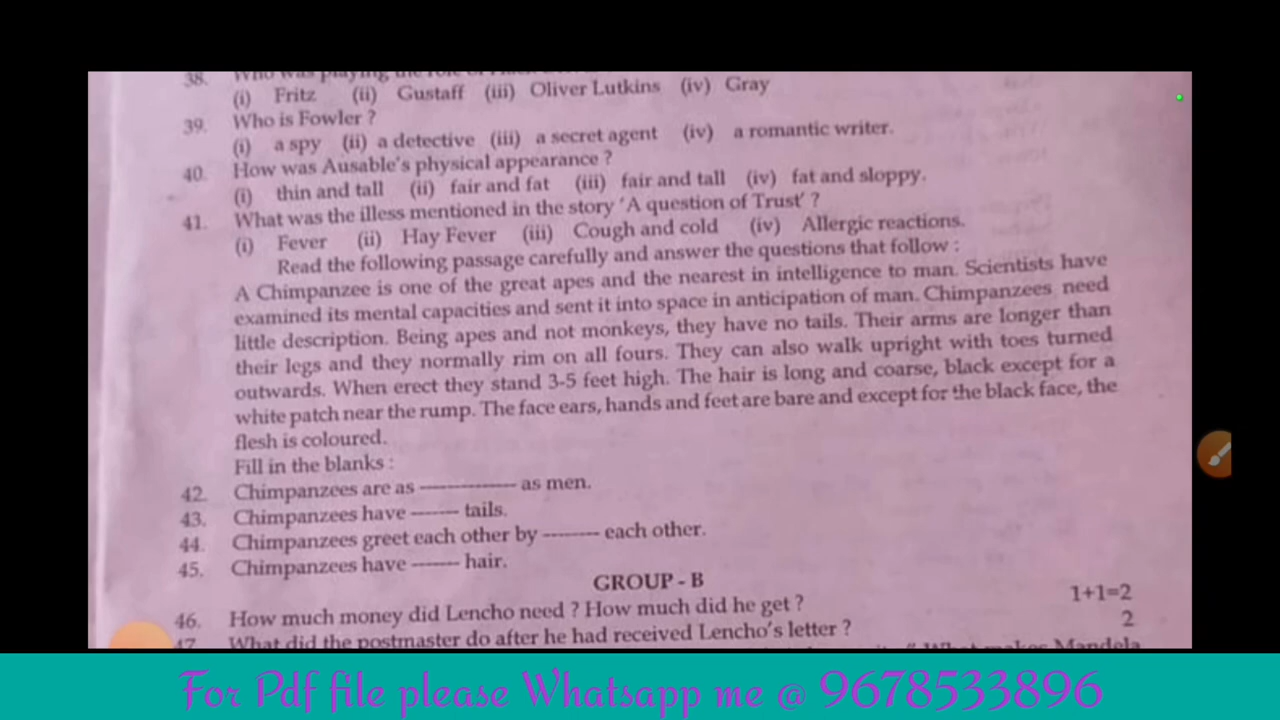 38. Who was playing the role of
(i) Fritz (ii) Gustaff (iii) Oliver Lutkins (iv) Gray
39. Who is Fowler ?
(i) a spy (ii) a detective (iii) a secret agent (iv) a romantic writer.
40. How was Ausable's physical appearance ?
(i) thin and tall (ii) fair and fat (iii) fair and tall (iv) fat and sloppy.
41. What was the illess mentioned in the story 'A question of Trust' ?
(i) Fever (ii) Hay Fever (iii) Cough and cold (iv) Allergic reactions.
Read the following passage carefully and answer the questions that follow :
A Chimpanzee is one of the great apes and the nearest in intelligence to man. Scientists have
examined its mental capacities and sent it into space in anticipation of man. Chimpanzees need
little description. Being apes and not monkeys, they have no tails. Their arms are longer than
their legs and they normally rim on all fours. They can also walk upright with toes turned
outwards. When erect they stand 3-5 feet high. The hair is long and coarse, black except for a
white patch near the rump. The face ears, hands and feet are bare and except for the black face, the
flesh is coloured.
Fill in the blanks :
42. Chimpanzees are as -------------- as men.
43. Chimpanzees have ------- tails.
44. Chimpanzees greet each other by -------- each other.
45. Chimpanzees have ------- hair.
GROUP - B
46. How much money did Lencho need ? How much did he get ? 1+1=2
47. What did the postmaster do after he had received Lencho's letter ? 2
What makes Mandela
For Pdf file please Whatsapp me @ 9678533896